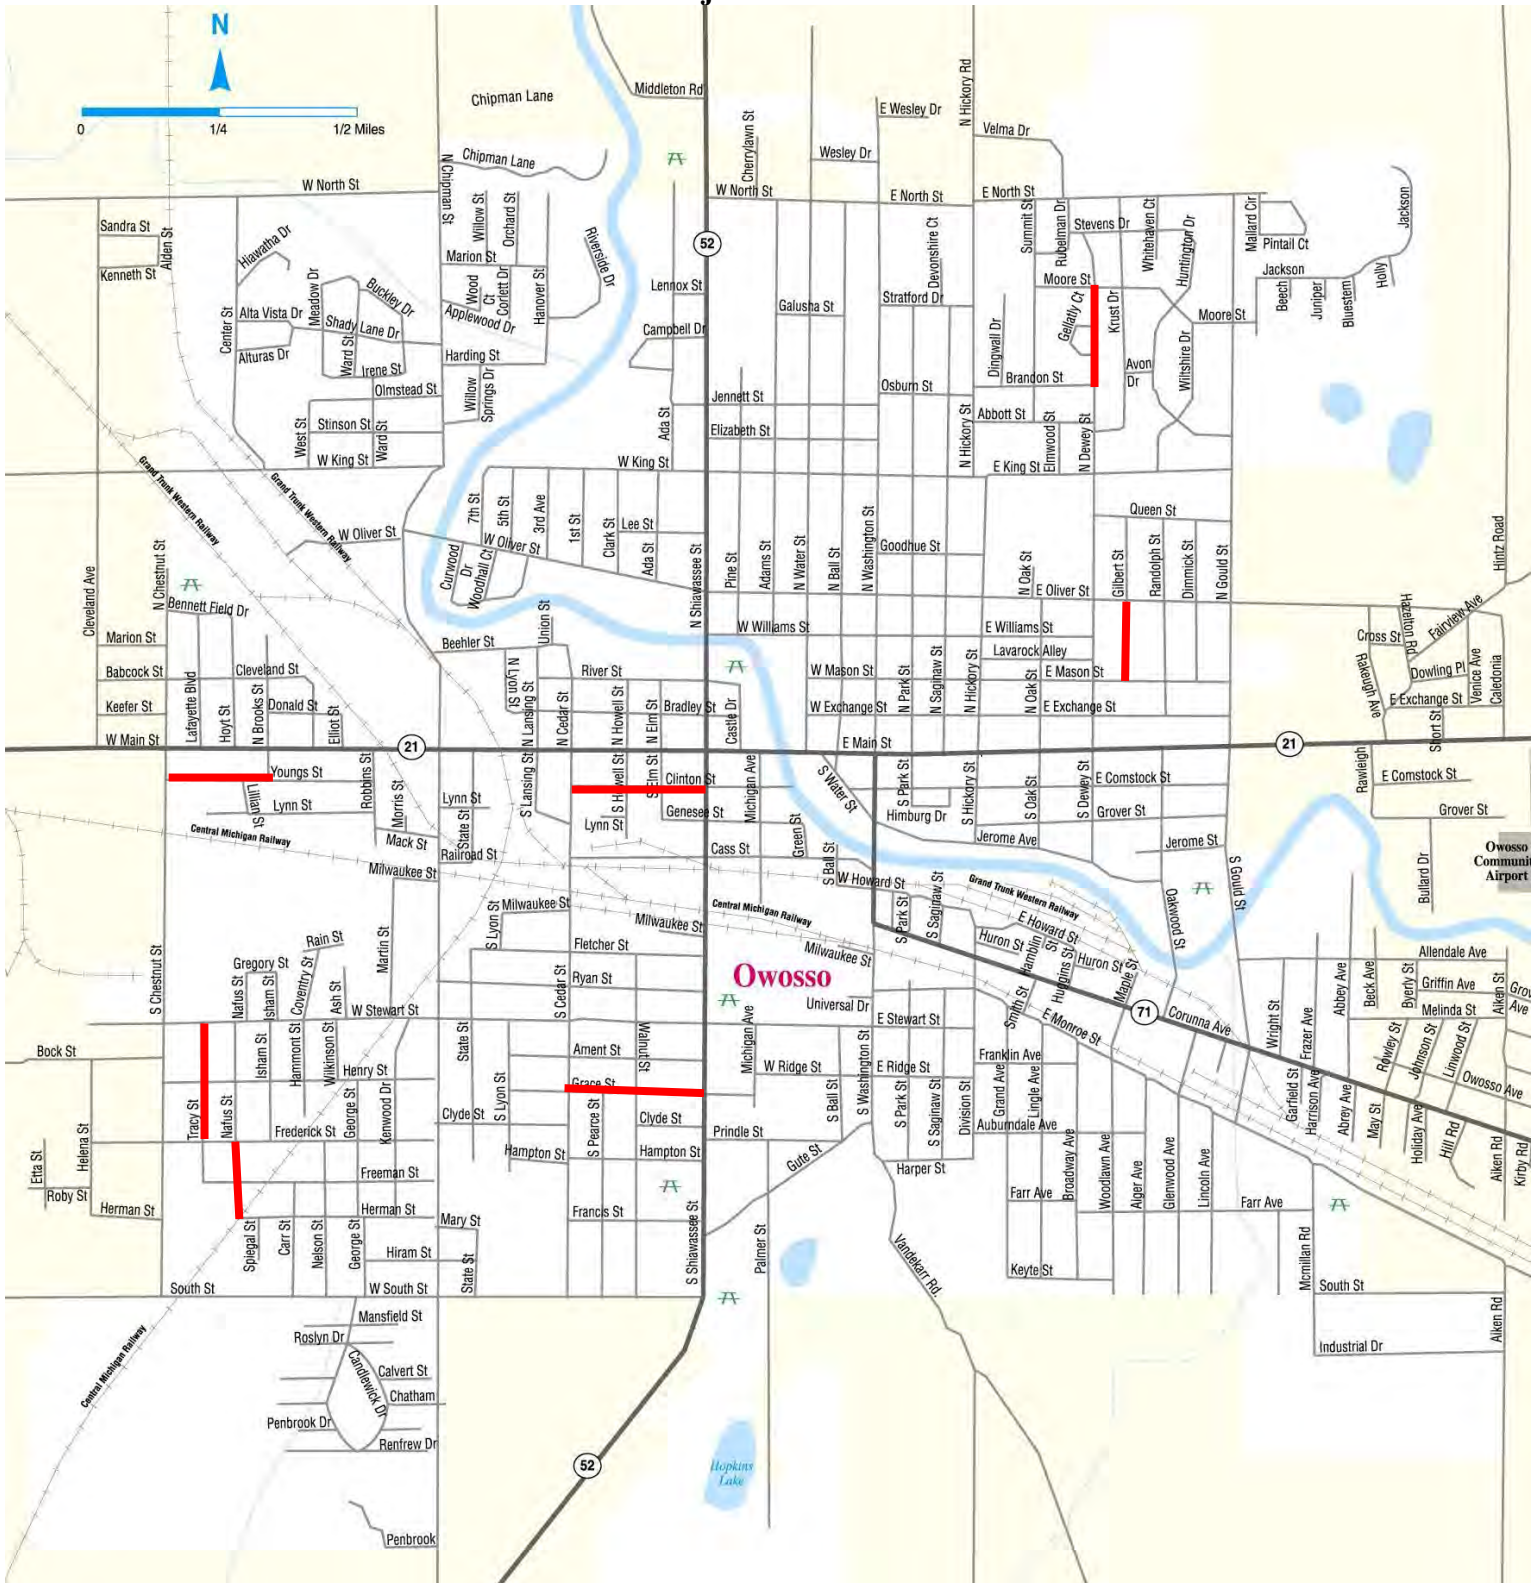 N
0 1/4 1/2 Miles
Chipman Lane
Middleton Rd
Cherrylawn St
E Wesley Dr
N Hickory Rd
Velma Dr
Wesley Dr
Chipman Lane
N Chipman St
W North St
W North St
E North St
E North St
Sandra St
Alden St
Kenneth St
Hiawatha Dr
Willow St
Orchard St
Riverside Dr
52
Devonshire Ct
Summit St
Rubelman Dr
Stevens Dr
Whitehaven Ct
Huntington Dr
Mallard Cir
Pintail Ct
Jackson
Marion St
Meadow Dr
Buckley Dr
Wood Ct
Corlett Dr
Hanover St
Applewood Dr
Lennox St
Galusha St
Stratford Dr
Moore St
Gellatly Ct
Krust Dr
Moore St
Jackson
Beech
Juniper
Bluestem
Holly
Center St
Alta Vista Dr
Shady Lane Dr
Alturas Dr
Ward St
Irene St
Harding St
Campbell Dr
Dingwall Dr
Brandon St
Avon Dr
Wiltshire Dr
Olmstead St
Willow Springs Dr
Jennett St
Osburn St
Abbott St
West St
Stinson St
Ward St
Ada St
Elizabeth St
N Hickory St
Elmwood St
N Dewey St
W King St
W King St
E King St
Grand Trunk Western Railway
Grand Trunk Western Railway
W Oliver St
7th St
5th St
3rd Ave
1st St
Clark St
Lee St
Ada St
W Oliver St
Curwood Dr
Woodhall Ct
N Shiawassee St
Pine St
Adams St
N Water St
N Ball St
N Washington St
Goodhue St
Queen St
N Oak St
E Oliver St
Gilbert St
Randolph St
Dimmick St
N Gould St
Hintz Road
Cleveland Ave
N Chestnut St
Bennett Field Dr
Marion St
Babcock St
Keefer St
W Main St
Lafayette Blvd
Hoyt St
N Brooks St
Cleveland St
Donald St
Elliot St
Beehler St
Union St
N Lyon St
N Lansing St
N Cedar St
River St
N Howell St
N Elm St
Bradley St
Castle Dr
W Williams St
E Williams St
Lavarock Alley
W Mason St
E Mason St
N Park St
N Saginaw St
N Hickory St
N Oak St
W Exchange St
E Exchange St
E Main St
Cross St
Hazelton Rd
Fairview Ave
Rakeugh Ave
Dowling Pl
Venice Ave
Caledonia
E Exchange St
Short St
21
21
Youngs St
Lillian St
Lynn St
Robbins St
Morris St
Mack St
Lynn St
State St
Railroad St
S Lansing St
S Howell St
S Elm St
Clinton St
Genesee St
Lynn St
Michigan Ave
Green St
S Water St
S Park St
Himburg Dr
S Hickory St
S Oak St
S Dewey St
E Comstock St
Grover St
Jerome Ave
Jerome St
Rawleigh
E Comstock St
Grover St
Central Michigan Railway
Milwaukee St
Cass St
S Ball St
W Howard St
S Gould St
Bullard Dr
Owosso
Airport
S Lyon St
Milwaukee St
Milwaukee St
Central Michigan Railway
Grand Trunk Western Railway
S Park St
S Saginaw St
E Howard St
Oakwood St
S Chestnut St
Martin St
Rain St
Gregory St
Natus St
Isham St
Coventry St
Ash St
Fletcher St
Milwaukee St
Huron St
Hamblin St
Huggins St
Huron St
Maple St
Allendale Ave
Abbey Ave
Beck Ave
Byerly St
Griffin Ave
Aiken St
S Cedar St
Ryan St
Owosso
Universal Dr
Smith St
71
Corunna Ave
Melinda St
W Stewart St
Walnut St
E Stewart St
E Monroe St
Wright St
Frazer Ave
Bock St
Isham St
Hammont St
Wilkinson St
Henry St
State St
Ament St
Grace St
Michigan Ave
W Ridge St
S Washington St
E Ridge St
Franklin Ave
Rowley St
Johnson St
Linwood St
Owosso Ave
Tracy St
Natus St
George St
Kenwood Dr
Clyde St
S Lyon St
S Pearce St
Clyde St
S Ball St
S Park St
S Saginaw St
Division St
Grand Ave
Lingle Ave
Garfield St
Harrison Ave
Abrey Ave
May St
Holiday Ave
Hill Rd
Aiken Rd
Kirby Rd
Helena St
Frederick St
Prindle St
Auburndale Ave
Etta St
Roby St
Herman St
Freeman St
Hampton St
Hampton St
Gute St
Harper St
Broadway Ave
Woodlawn Ave
Alger Ave
Glenwood Ave
Lincoln Ave
Farr Ave
Farr Ave
Herman St
Mary St
Francis St
Spiegal St
Carr St
Nelson St
George St
Hiram St
State St
S Shiawassee St
Palmer St
Vandekarr Rd.
Keyte St
Mcmillan Rd
South St
W South St
South St
Mansfield St
Roslyn Dr
Candlewick Dr
Calvert St
Chatham
Penbrook Dr
Renfrew Dr
Central Michigan Railway
Industrial Dr
Aiken Rd
52
Hopkins
Lake
Penbrook